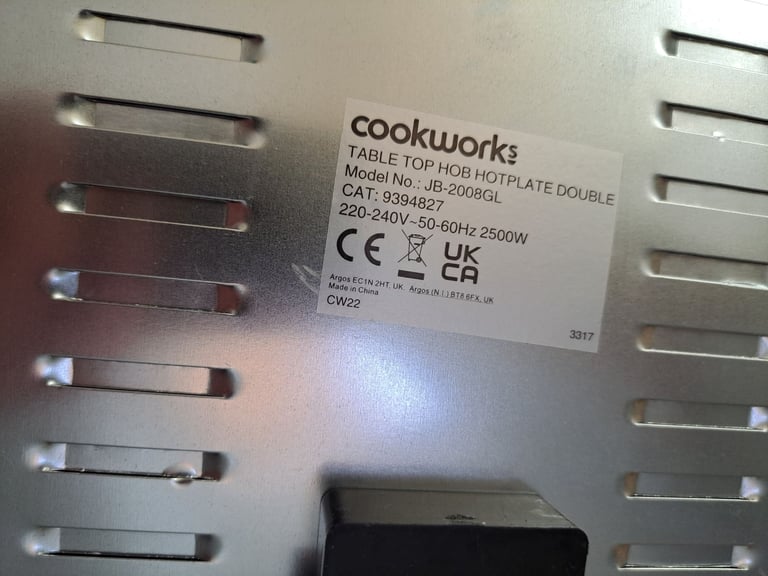 cookworks
TABLE TOP HOB HOTPLATE DOUBLE
Model No.: JB-2008GL
CAT: 9394827
220-240V~50-60Hz 2500W
CE UK CA
Argos EC1N 2HT, UK. Argos (N.I.) BT8 6FX, UK
Made in China
CW22
3317